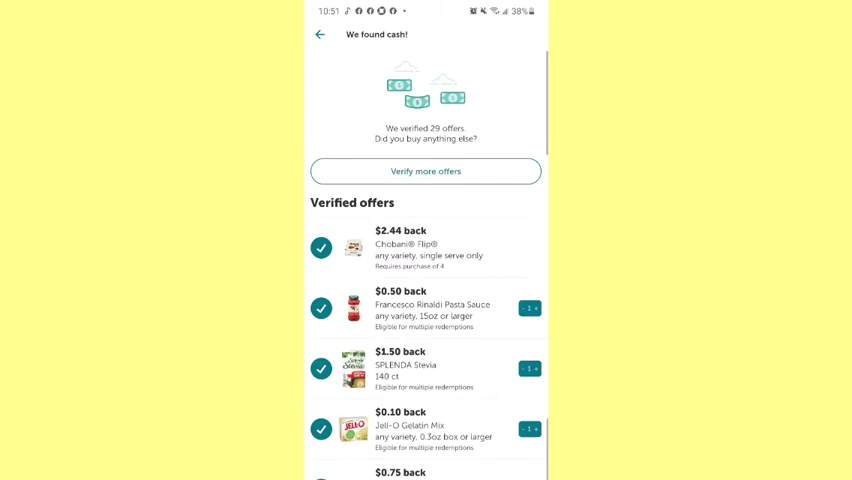 10:51 38%
We found cash!
We verified 29 offers.
Did you buy anything else?
Verify more offers
Verified offers
$2.44 back
Chobani® Flip®
any variety, single serve only
Requires purchase of 4
$0.50 back
Francesco Rinaldi Pasta Sauce
any variety, 15oz or larger
Eligible for multiple redemptions
- 1 +
$1.50 back
SPLENDA Stevia
140 ct
Eligible for multiple redemptions
- 1 +
$0.10 back
Jell-O Gelatin Mix
any variety, 0.3oz box or larger
Eligible for multiple redemptions
- 1 +
JELL-O
$0.75 back